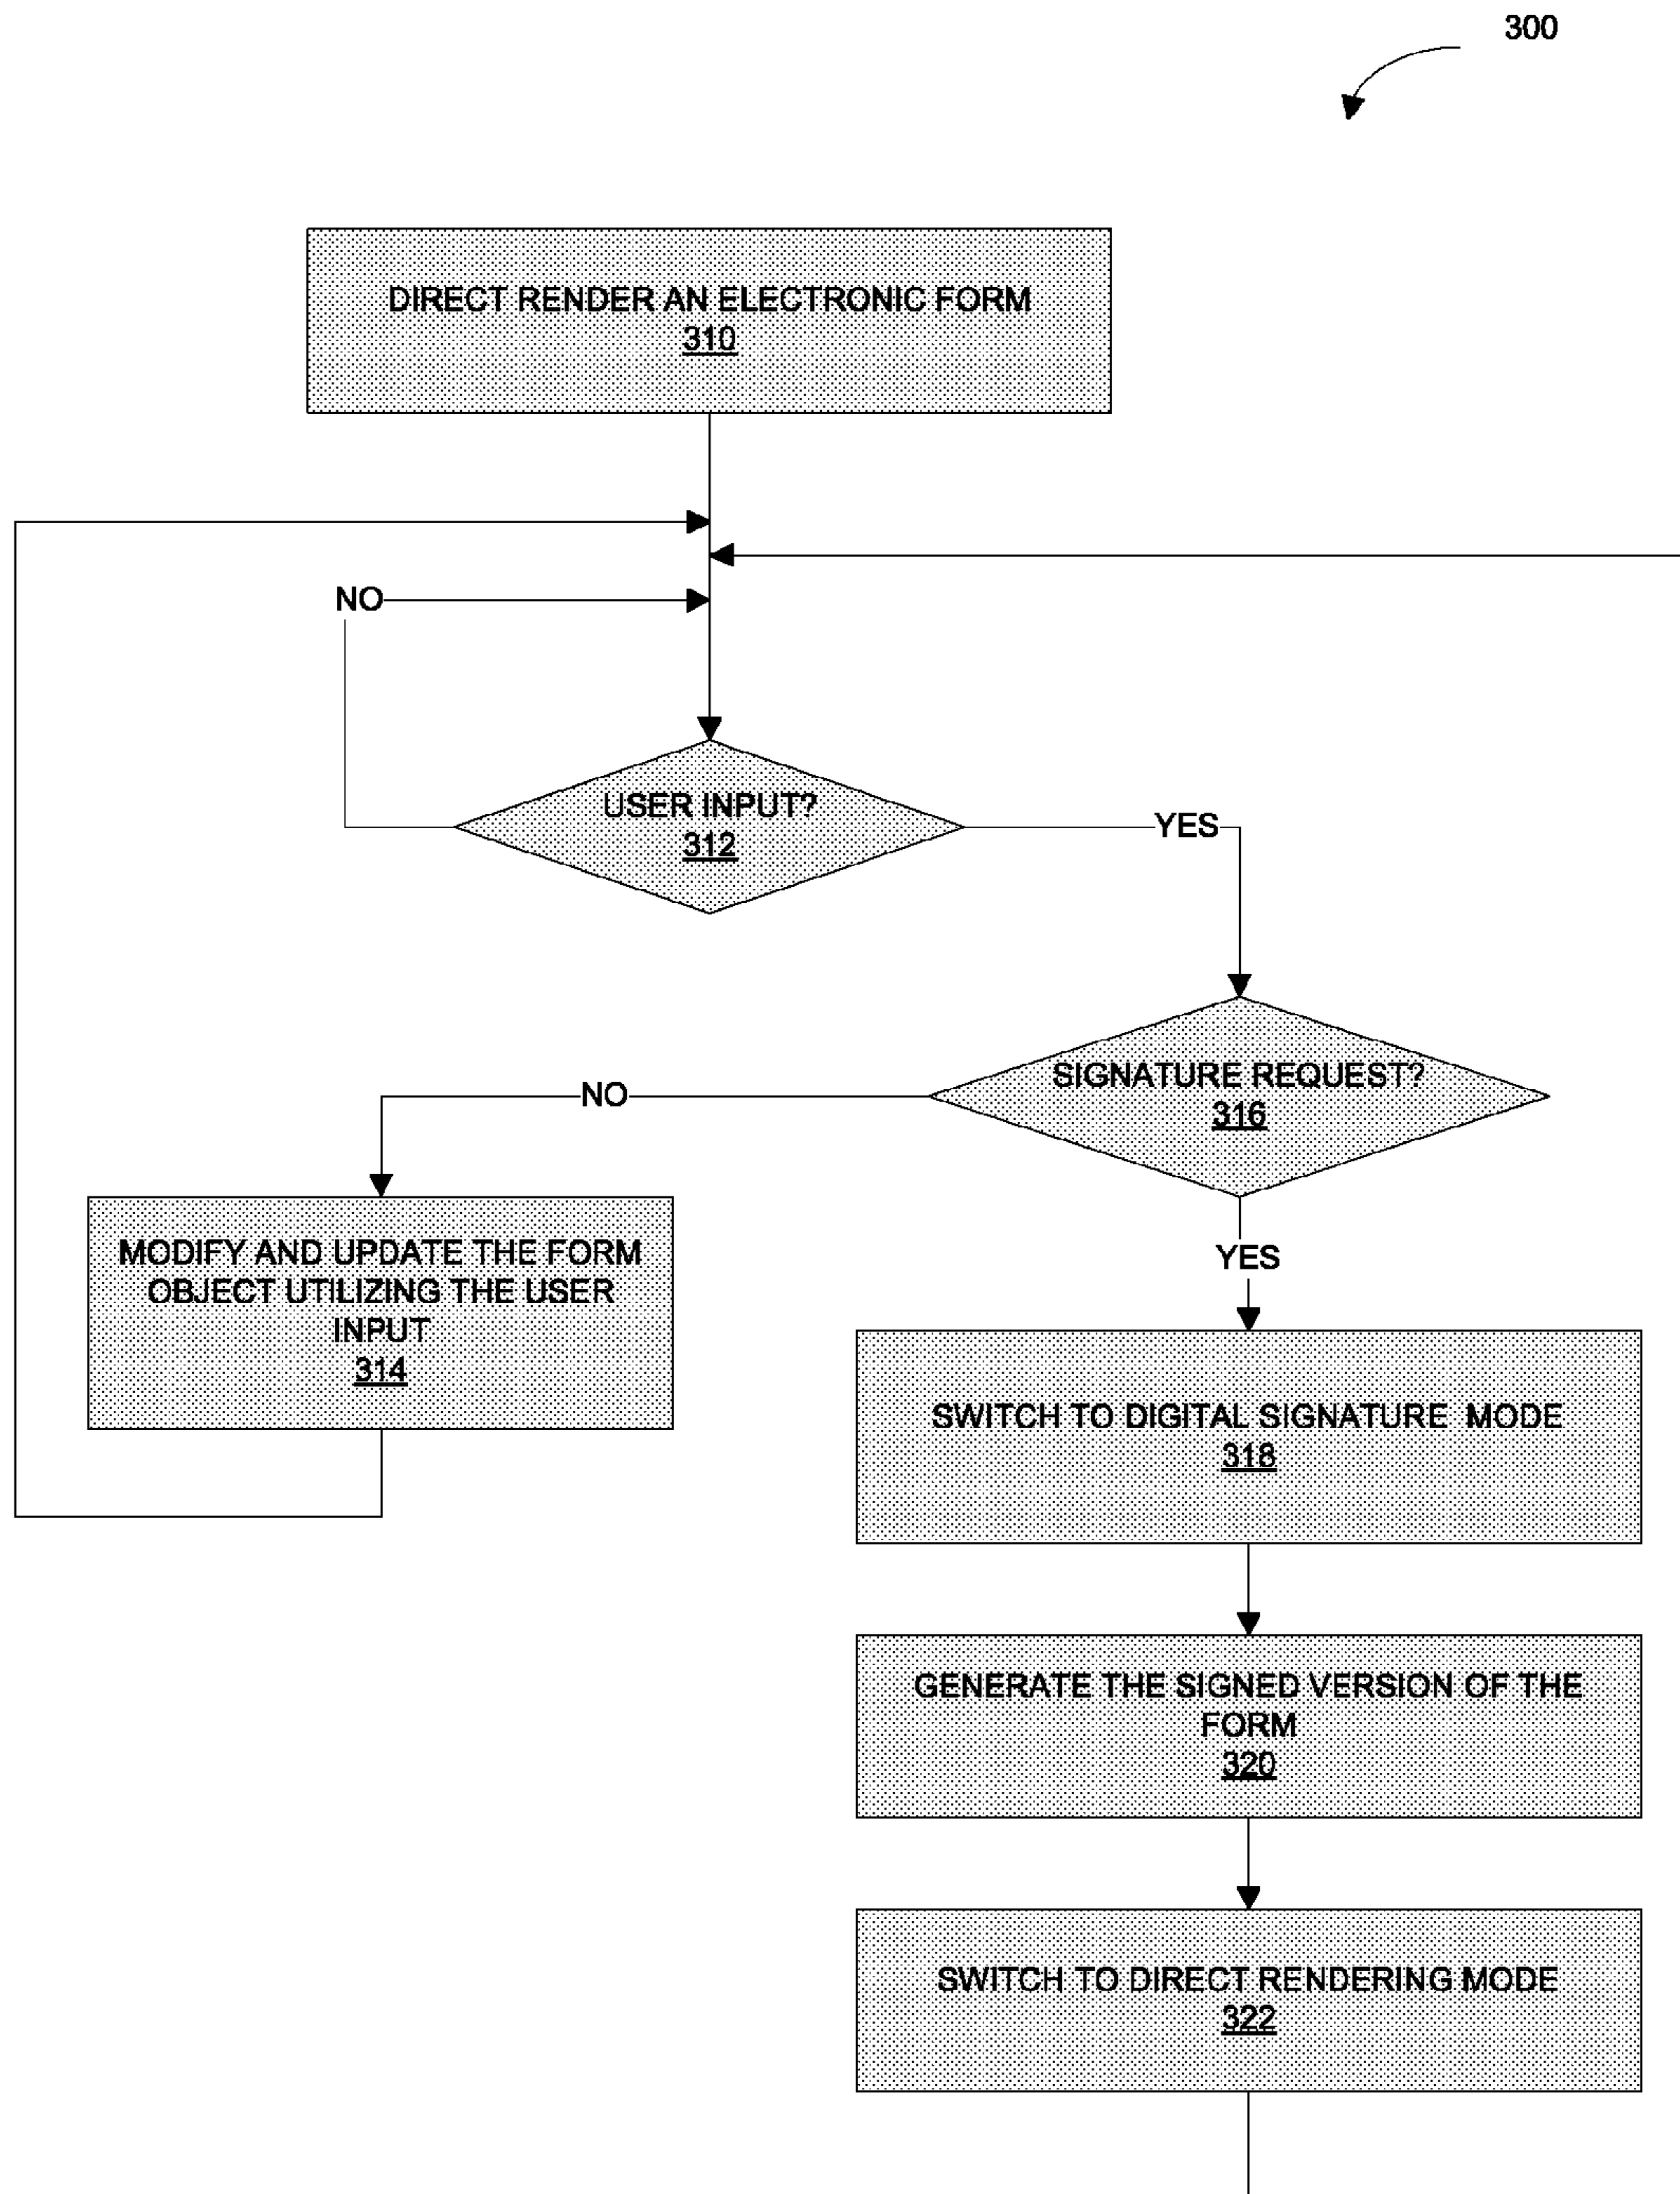 300
DIRECT RENDER AN ELECTRONIC FORM
310
NO
USER INPUT?
312
YES
SIGNATURE REQUEST?
316
NO
MODIFY AND UPDATE THE FORM
OBJECT UTILIZING THE USER
INPUT
314
YES
SWITCH TO DIGITAL SIGNATURE MODE
318
GENERATE THE SIGNED VERSION OF THE
FORM
320
SWITCH TO DIRECT RENDERING MODE
322